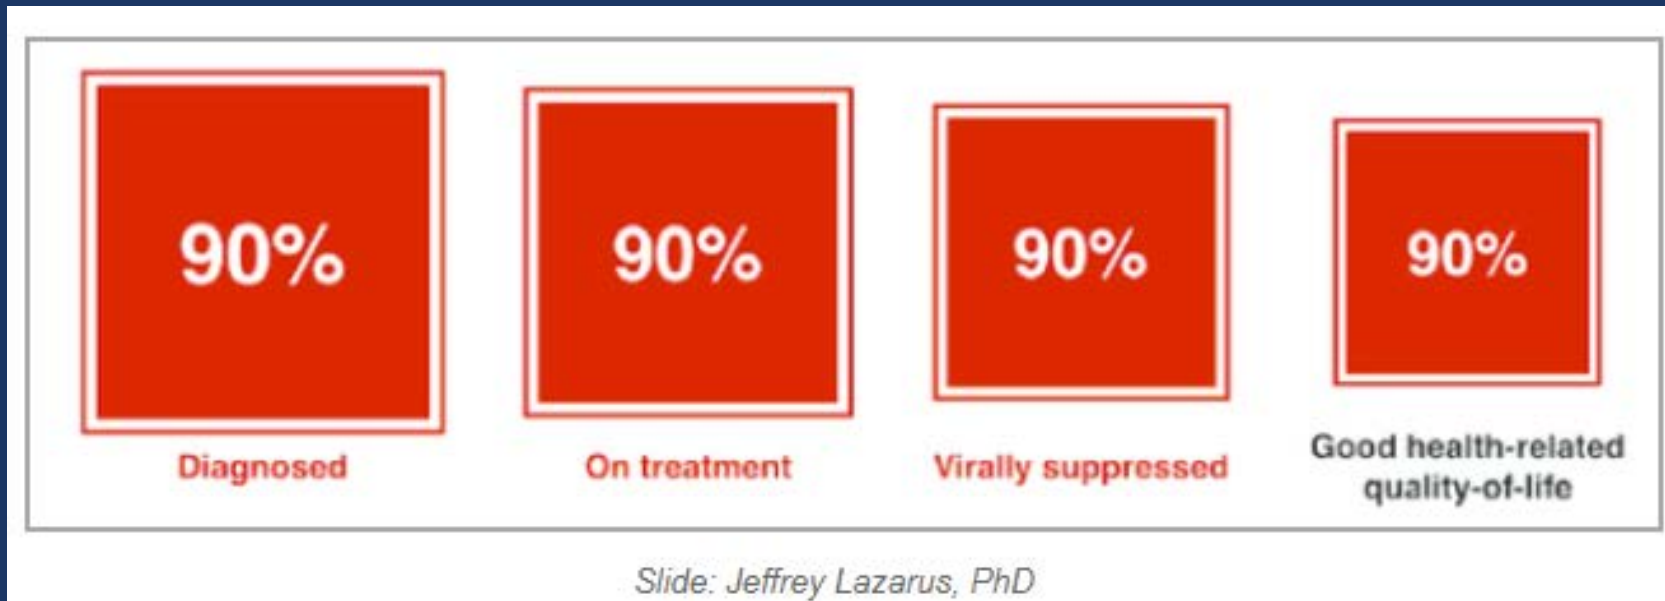 90%
90%
90%
90%
Diagnosed
On treatment
Virally suppressed
Good health-related
quality-of-life
Slide: Jeffrey Lazarus, PhD